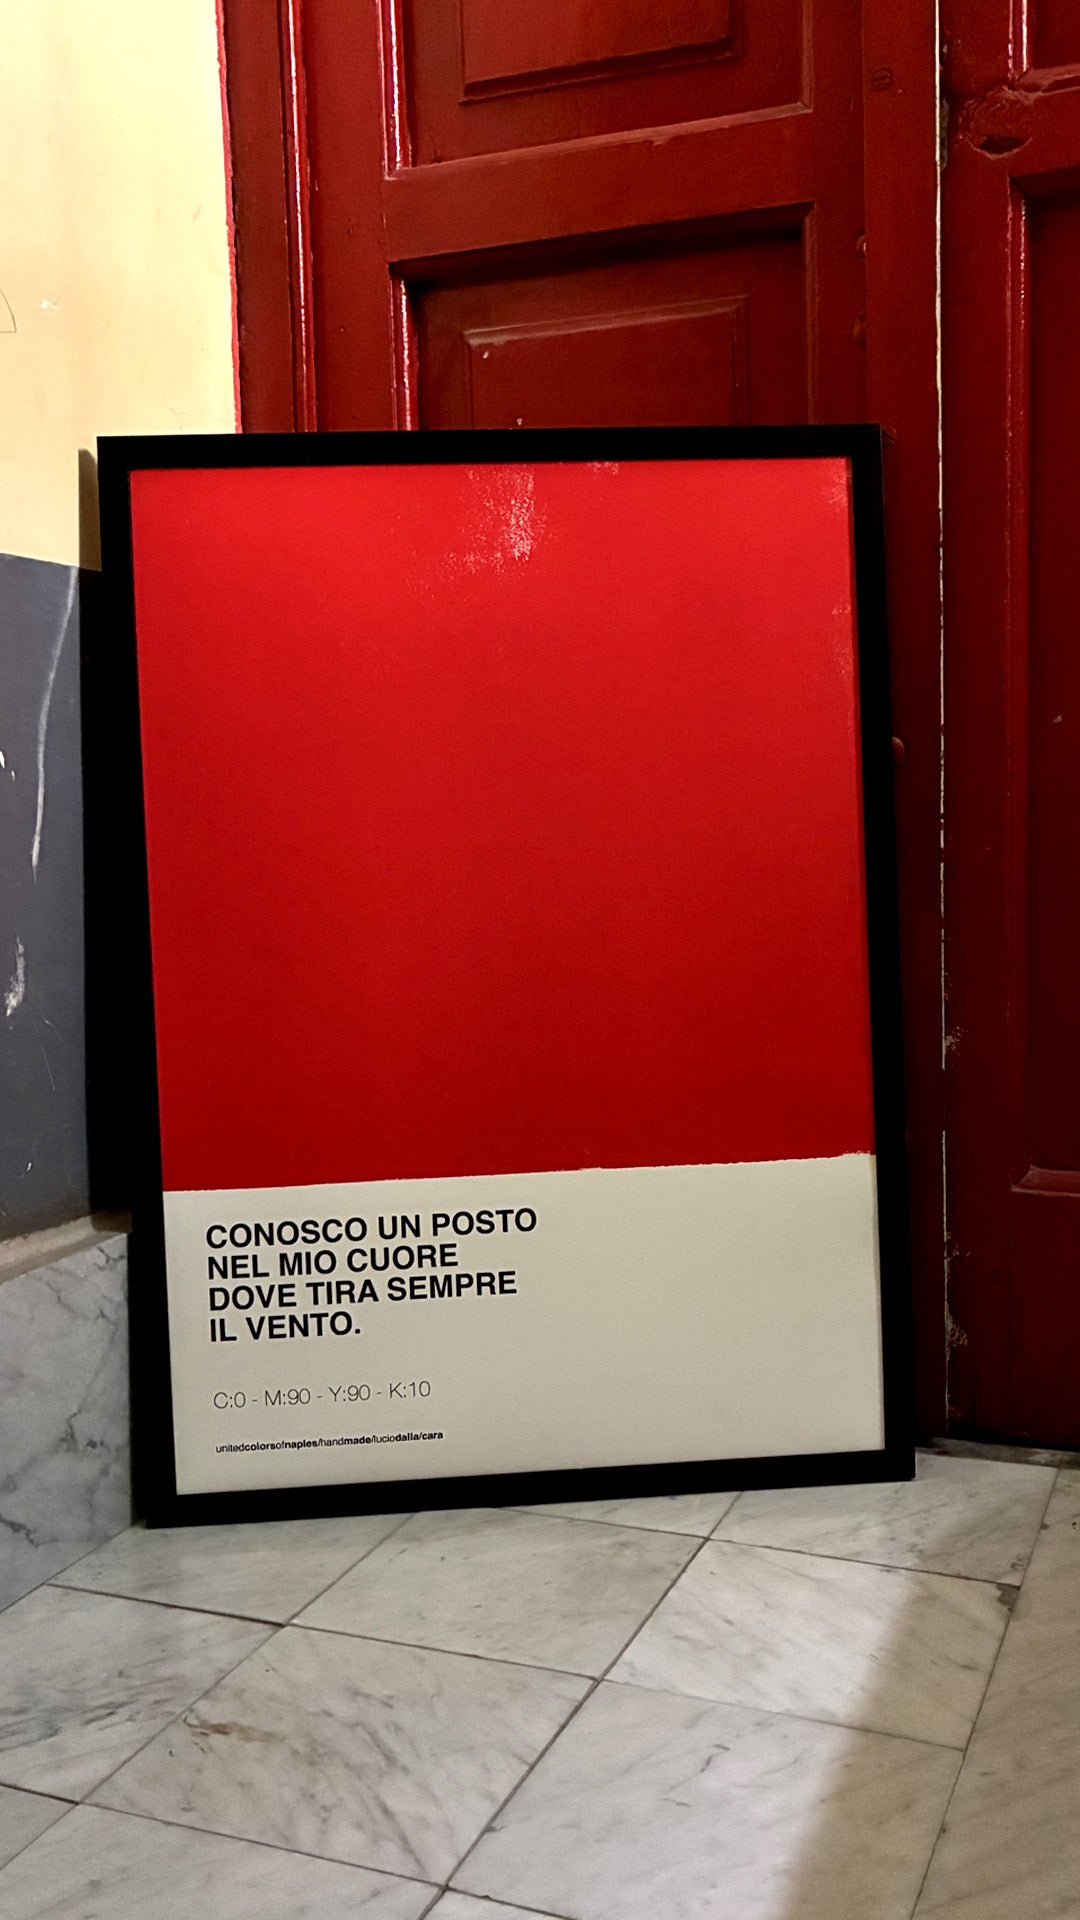 CONOSCO UN POSTO
NEL MIO CUORE
DOVE TIRA SEMPRE
IL VENTO.
C:0 - M:90 - Y:90 - K:10
unitedcolorsofnaples/handmade/luciodalla/cara